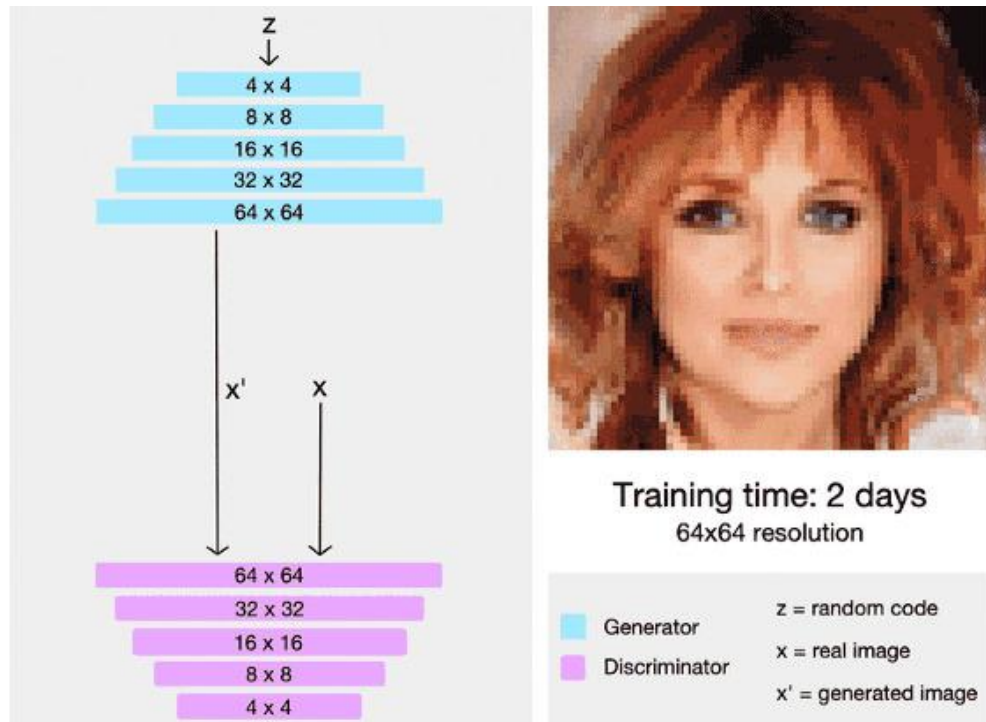 z
4 x 4
8 x 8
16 x 16
32 x 32
64 x 64
x'
x
64 x 64
32 x 32
16 x 16
8 x 8
4 x 4
Training time: 2 days
64x64 resolution
Generator
Discriminator
z = random code
x = real image
x' = generated image